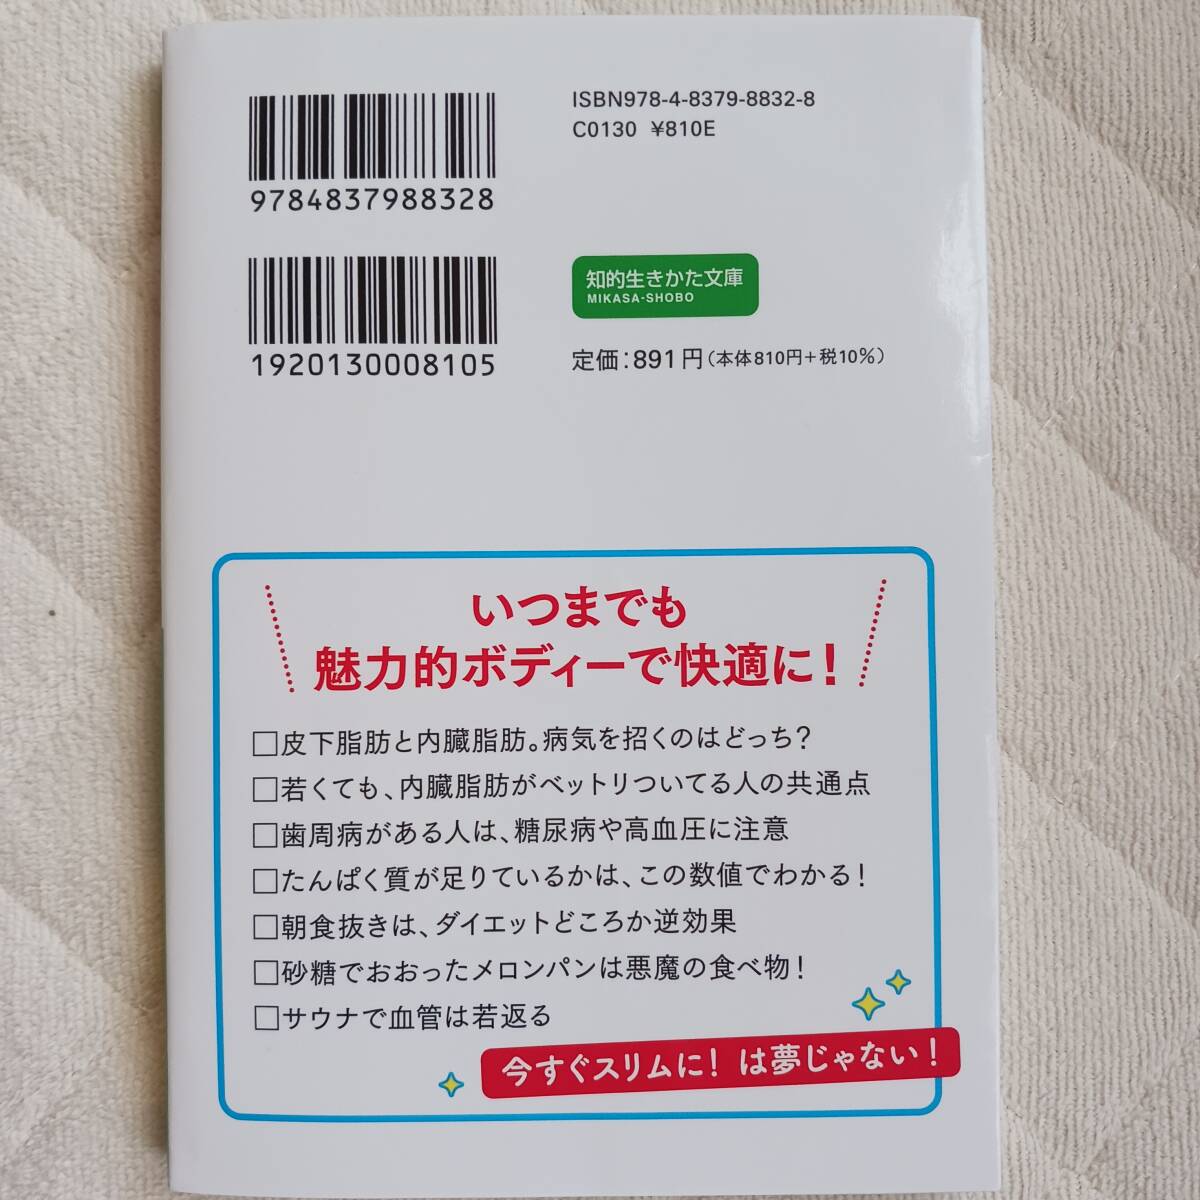 ISBN978-4-8379-8832-8
C0130 ¥810E
9784837988328
知的生きかた文庫
MIKASA-SHOBO
1920130008105
定価：891円（本体810円＋税10％）
いつまでも
魅力的ボディーで快適に！
□皮下脂肪と内臓脂肪。病気を招くのはどっち？
□若くても、内臓脂肪がベットリついてる人の共通点
□歯周病がある人は、糖尿病や高血圧に注意
□たんぱく質が足りているかは、この数値でわかる！
□朝食抜きは、ダイエットどころか逆効果
□砂糖でおおったメロンパンは悪魔の食べ物！
□サウナで血管は若返る
今すぐスリムに！は夢じゃない！